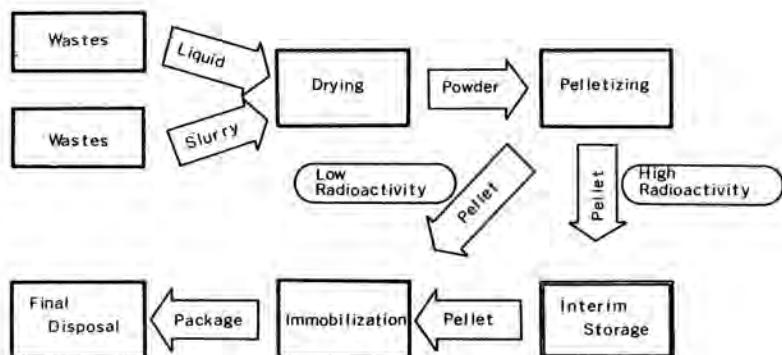 Wastes
Liquid
Drying
Powder
Pelletizing
Wastes
Slurry
Low
Radioactivity
Pellet
Pellet
High
Radioactivity
Final
Disposal
Package
Immobilization
Pellet
Interim
Storage